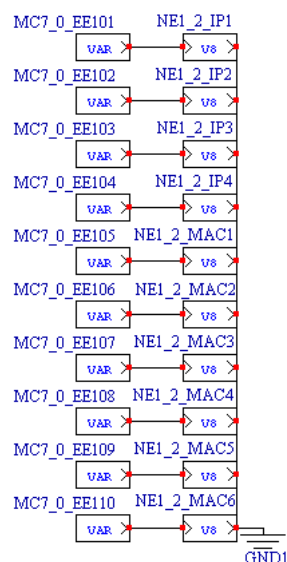 MC7_0_EE101 NE1_2_IP1
VAR V8
MC7_0_EE102 NE1_2_IP2
VAR V8
MC7_0_EE103 NE1_2_IP3
VAR V8
MC7_0_EE104 NE1_2_IP4
VAR V8
MC7_0_EE105 NE1_2_MAC1
VAR V8
MC7_0_EE106 NE1_2_MAC2
VAR V8
MC7_0_EE107 NE1_2_MAC3
VAR V8
MC7_0_EE108 NE1_2_MAC4
VAR V8
MC7_0_EE109 NE1_2_MAC5
VAR V8
MC7_0_EE110 NE1_2_MAC6
VAR V8
GND1